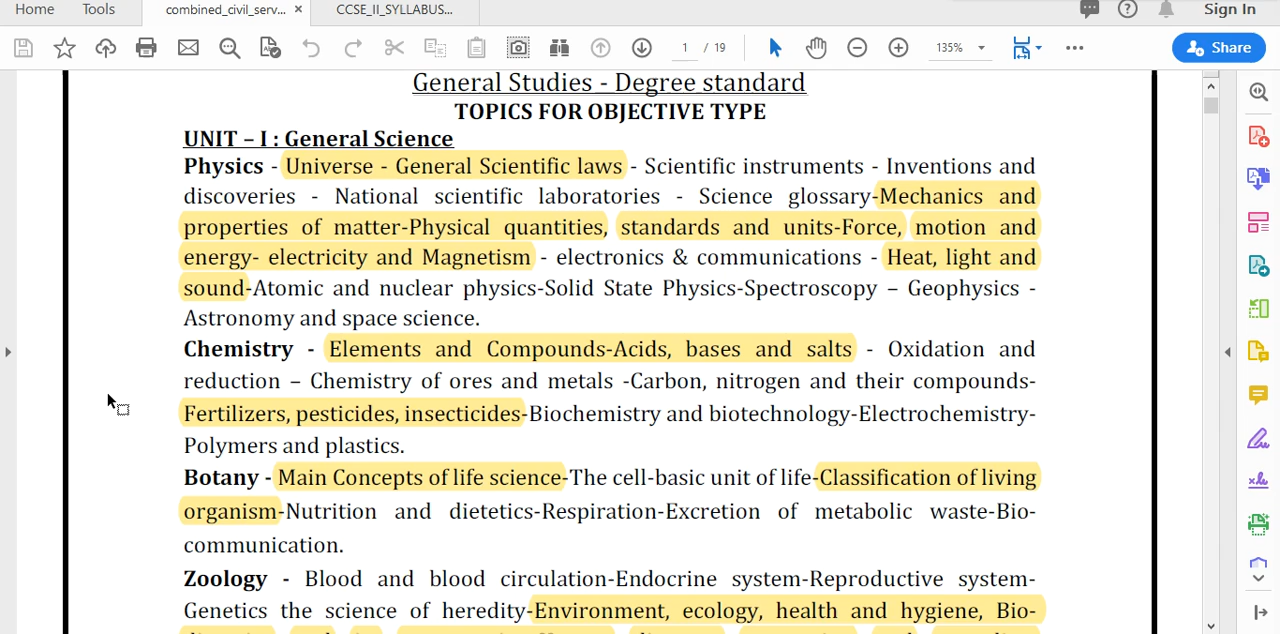 Home Tools combined_civil_serv... × CCSE_II_SYLLABUS... Sign In
1 / 19 135% Share
General Studies - Degree standard
TOPICS FOR OBJECTIVE TYPE
UNIT – I : General Science
Physics - Universe - General Scientific laws - Scientific instruments - Inventions and
discoveries - National scientific laboratories - Science glossary-Mechanics and
properties of matter-Physical quantities, standards and units-Force, motion and
energy- electricity and Magnetism - electronics & communications - Heat, light and
sound-Atomic and nuclear physics-Solid State Physics-Spectroscopy – Geophysics -
Astronomy and space science.
Chemistry - Elements and Compounds-Acids, bases and salts - Oxidation and
reduction – Chemistry of ores and metals -Carbon, nitrogen and their compounds-
Fertilizers, pesticides, insecticides-Biochemistry and biotechnology-Electrochemistry-
Polymers and plastics.
Botany - Main Concepts of life science-The cell-basic unit of life-Classification of living
organism-Nutrition and dietetics-Respiration-Excretion of metabolic waste-Bio-
communication.
Zoology - Blood and blood circulation-Endocrine system-Reproductive system-
Genetics the science of heredity-Environment, ecology, health and hygiene, Bio-